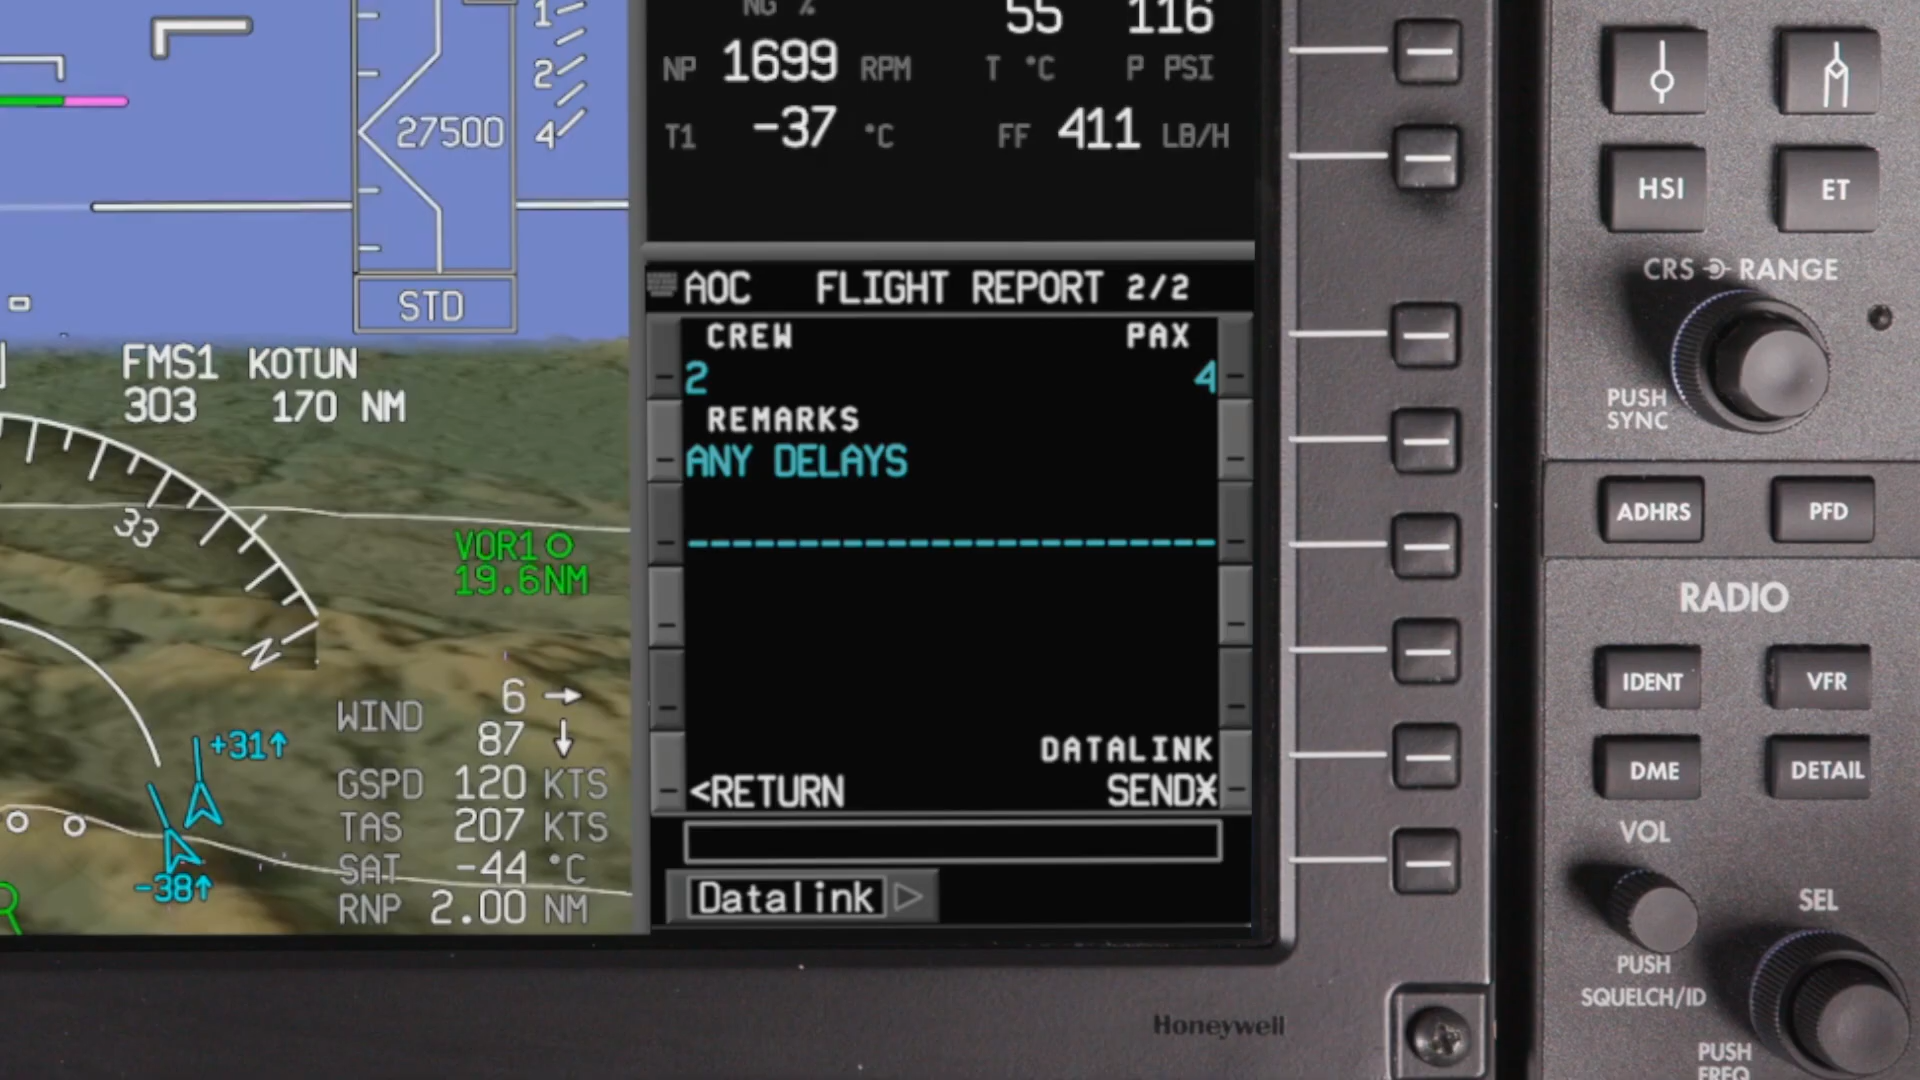 1
2
4
27500
STD
FMS1 KOTUN
303 170 NM
33
N
VOR1
19.6NM
+31↑
-38↑
WIND 6 →
87 ↓
GSPD 120 KTS
TAS 207 KTS
SAT -44 °C
RNP 2.00 NM
NG %
55 116
NP 1699 RPM
T °C P PSI
T1 -37 °C FF 411 LB/H
AOC FLIGHT REPORT 2/2
CREW PAX
2 4
REMARKS
ANY DELAYS
DATALINK
<RETURN SEND*
Datalink
Honeywell
HSI ET
CRS RANGE
PUSH
SYNC
ADHRS PFD
RADIO
IDENT VFR
DME DETAIL
VOL
SEL
PUSH
SQUELCH/ID
PUSH
FREQ